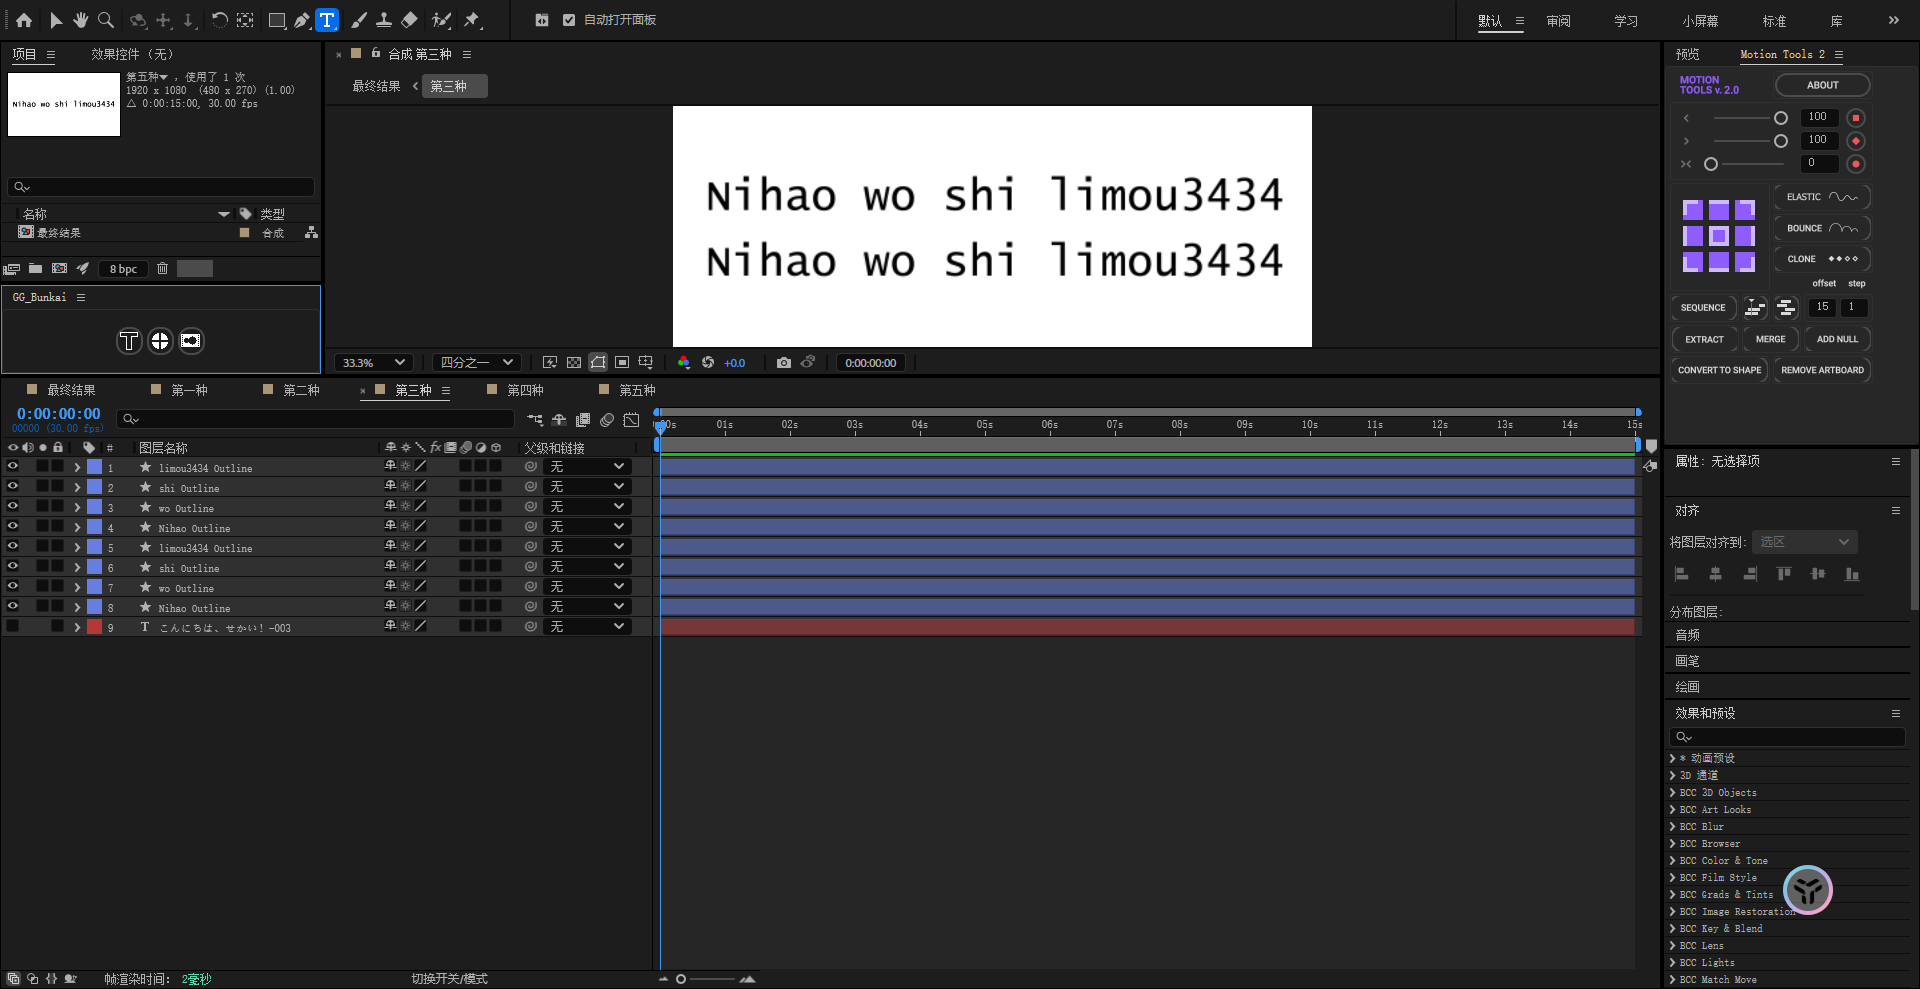 自动打开面板
默认
审阅
学习
小屏幕
标准
库
项目
效果控件 (无)
第五种 , 使用了 1 次
1920 x 1080 (480 x 270) (1.00)
△ 0:00:15:00, 30.00 fps
Nihao wo shi limou3434
名称
类型
最终结果
合成
8 bpc
GG_Bunkai
合成 第三种
最终结果
第三种
Nihao wo shi limou3434
Nihao wo shi limou3434
33.3%
四分之一
+0.0
0:00:00:00
预览
Motion Tools 2
MOTION
TOOLS v. 2.0
ABOUT
100
100
0
ELASTIC
BOUNCE
CLONE
offset
step
SEQUENCE
15
1
EXTRACT
MERGE
ADD NULL
CONVERT TO SHAPE
REMOVE ARTBOARD
最终结果
第一种
第二种
第三种
第四种
第五种
0:00:00:00
00000 (30.00 fps)
:00s
01s
02s
03s
04s
05s
06s
07s
08s
09s
10s
11s
12s
13s
14s
15s
#
图层名称
fx
父级和链接
1
limou3434 Outline
无
2
shi Outline
无
3
wo Outline
无
4
Nihao Outline
无
5
limou3434 Outline
无
6
shi Outline
无
7
wo Outline
无
8
Nihao Outline
无
9
T
こんにちは、せかい! -003
无
帧渲染时间:
2毫秒
切换开关/模式
属性: 无选择项
对齐
将图层对齐到:
选区
分布图层:
音频
画笔
绘画
效果和预设
* 动画预设
3D 通道
BCC 3D Objects
BCC Art Looks
BCC Blur
BCC Browser
BCC Color & Tone
BCC Film Style
BCC Grads & Tints
BCC Image Restoration
BCC Key & Blend
BCC Lens
BCC Lights
BCC Match Move